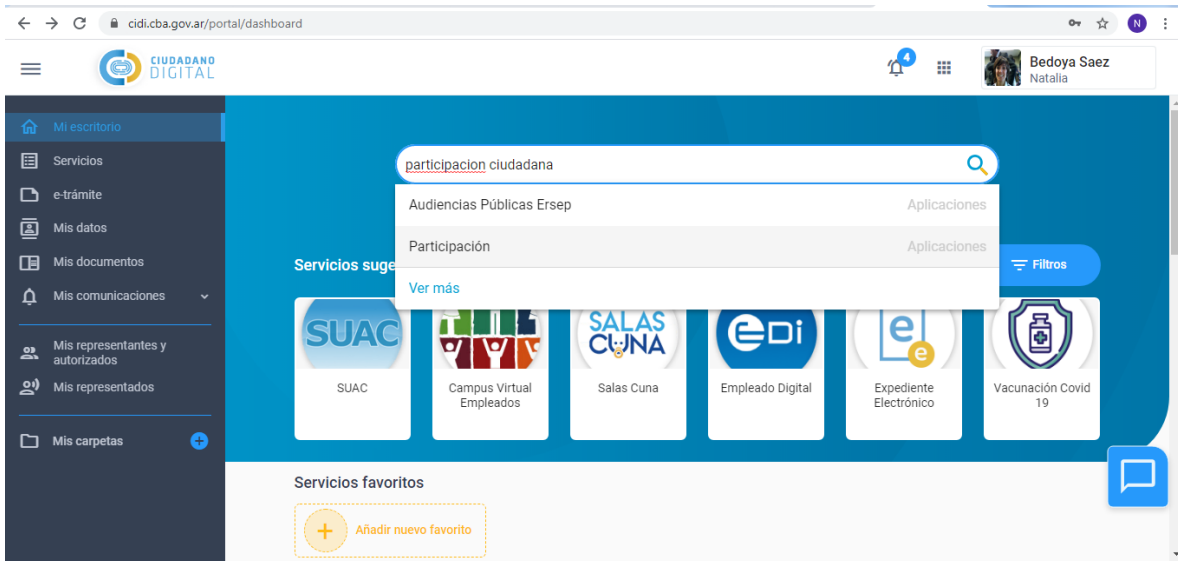 cidi.cba.gov.ar/portal/dashboard
N
CIUDADANO
DIGITAL
4
Bedoya Saez
Natalia
Mi escritorio
Servicios
e-trámite
Mis datos
Mis documentos
Mis comunicaciones
Mis representantes y
autorizados
Mis representados
Mis carpetas
participacion ciudadana
Audiencias Públicas Ersep Aplicaciones
Participación Aplicaciones
Ver más
Servicios suge
Filtros
SUAC
SALAS
CUNA
eDi
e
e
SUAC
Campus Virtual
Empleados
Salas Cuna
Empleado Digital
Expediente
Electrónico
Vacunación Covid
19
Servicios favoritos
Añadir nuevo favorito